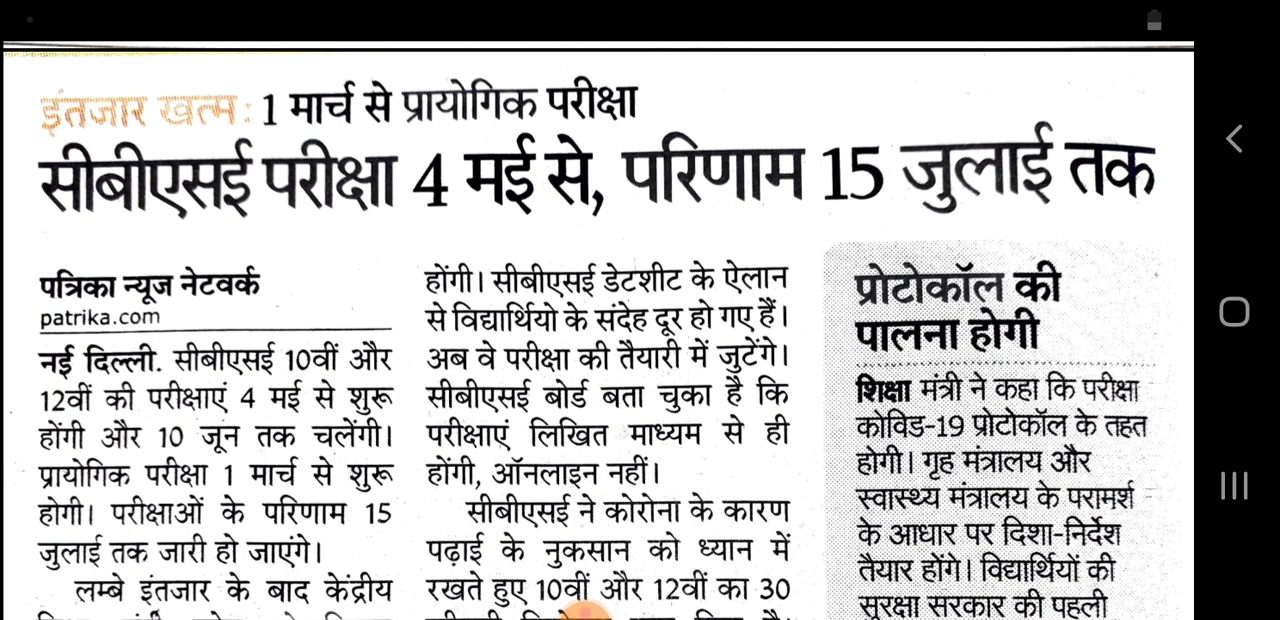 इंतजार खत्म: 1 मार्च से प्रायोगिक परीक्षा
सीबीएसई परीक्षा 4 मई से, परिणाम 15 जुलाई तक
पत्रिका न्यूज नेटवर्क
patrika.com
नई दिल्ली. सीबीएसई 10वीं और
12वीं की परीक्षाएं 4 मई से शुरू
होंगी और 10 जून तक चलेंगी।
प्रायोगिक परीक्षा 1 मार्च से शुरू
होगी। परीक्षाओं के परिणाम 15
जुलाई तक जारी हो जाएंगे।
लम्बे इंतजार के बाद केंद्रीय
होंगी। सीबीएसई डेटशीट के ऐलान
से विद्यार्थियो के संदेह दूर हो गए हैं।
अब वे परीक्षा की तैयारी में जुटेंगे।
सीबीएसई बोर्ड बता चुका है कि
परीक्षाएं लिखित माध्यम से ही
होंगी, ऑनलाइन नहीं।
सीबीएसई ने कोरोना के कारण
पढ़ाई के नुकसान को ध्यान में
रखते हुए 10वीं और 12वीं का 30
प्रोटोकॉल की
पालना होगी
शिक्षा मंत्री ने कहा कि परीक्षा
कोविड-19 प्रोटोकॉल के तहत
होगी। गृह मंत्रालय और
स्वास्थ्य मंत्रालय के परामर्श
के आधार पर दिशा-निर्देश
तैयार होंगे। विद्यार्थियों की
सुरक्षा सरकार की पहली